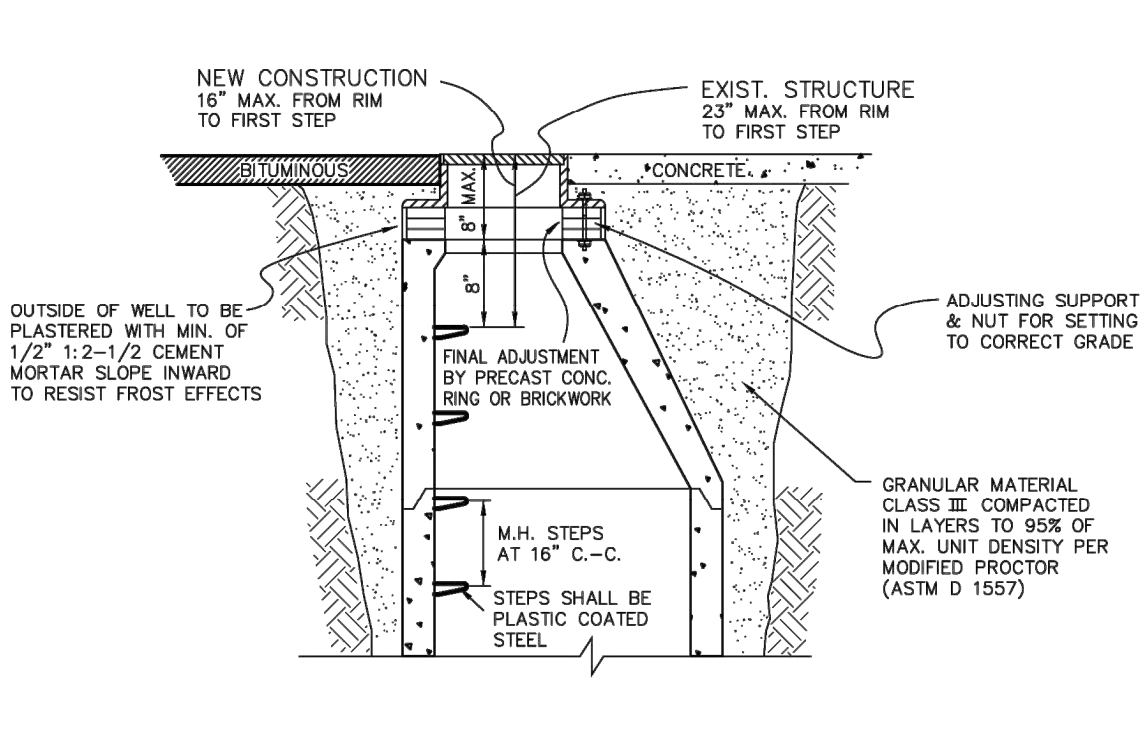 NEW CONSTRUCTION
16" MAX. FROM RIM
TO FIRST STEP
EXIST. STRUCTURE
23" MAX. FROM RIM
TO FIRST STEP
BITUMINOUS
CONCRETE
8" MAX.
8"
OUTSIDE OF WELL TO BE
PLASTERED WITH MIN. OF
1/2" 1:2-1/2 CEMENT
MORTAR SLOPE INWARD
TO RESIST FROST EFFECTS
FINAL ADJUSTMENT
BY PRECAST CONC.
RING OR BRICKWORK
ADJUSTING SUPPORT
& NUT FOR SETTING
TO CORRECT GRADE
GRANULAR MATERIAL
CLASS III COMPACTED
IN LAYERS TO 95% OF
MAX. UNIT DENSITY PER
MODIFIED PROCTOR
(ASTM D 1557)
M.H. STEPS
AT 16" C.-C.
STEPS SHALL BE
PLASTIC COATED
STEEL